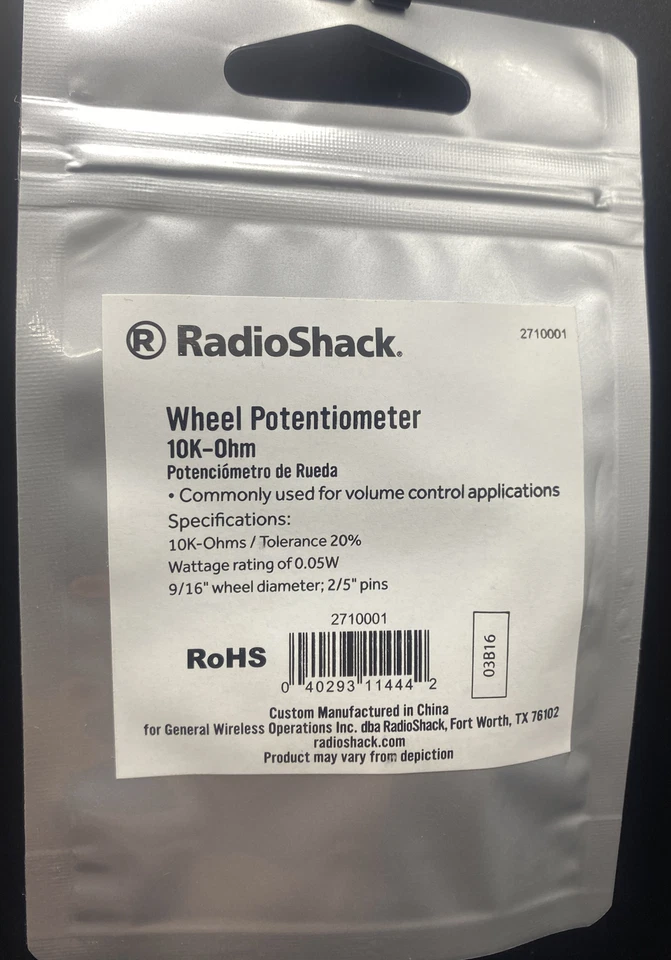 ® RadioShack®
2710001
Wheel Potentiometer
10K-Ohm
Potenciómetro de Rueda
• Commonly used for volume control applications
Specifications:
10K-Ohms / Tolerance 20%
Wattage rating of 0.05W
9/16" wheel diameter; 2/5" pins
2710001
RoHS
0 40293 11444 2
03B16
Custom Manufactured in China
for General Wireless Operations Inc. dba RadioShack, Fort Worth, TX 76102
radioshack.com
Product may vary from depiction